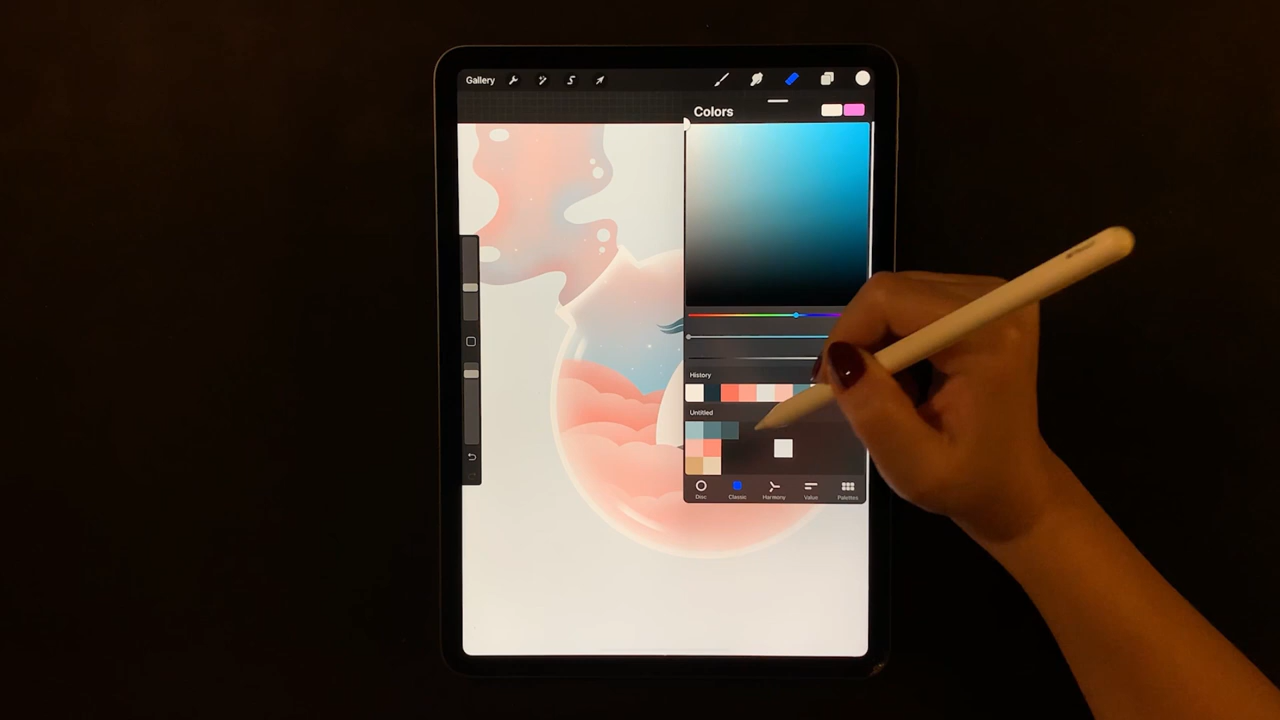 Gallery
Colors
History
Untitled
Disc Classic Harmony Value Palettes